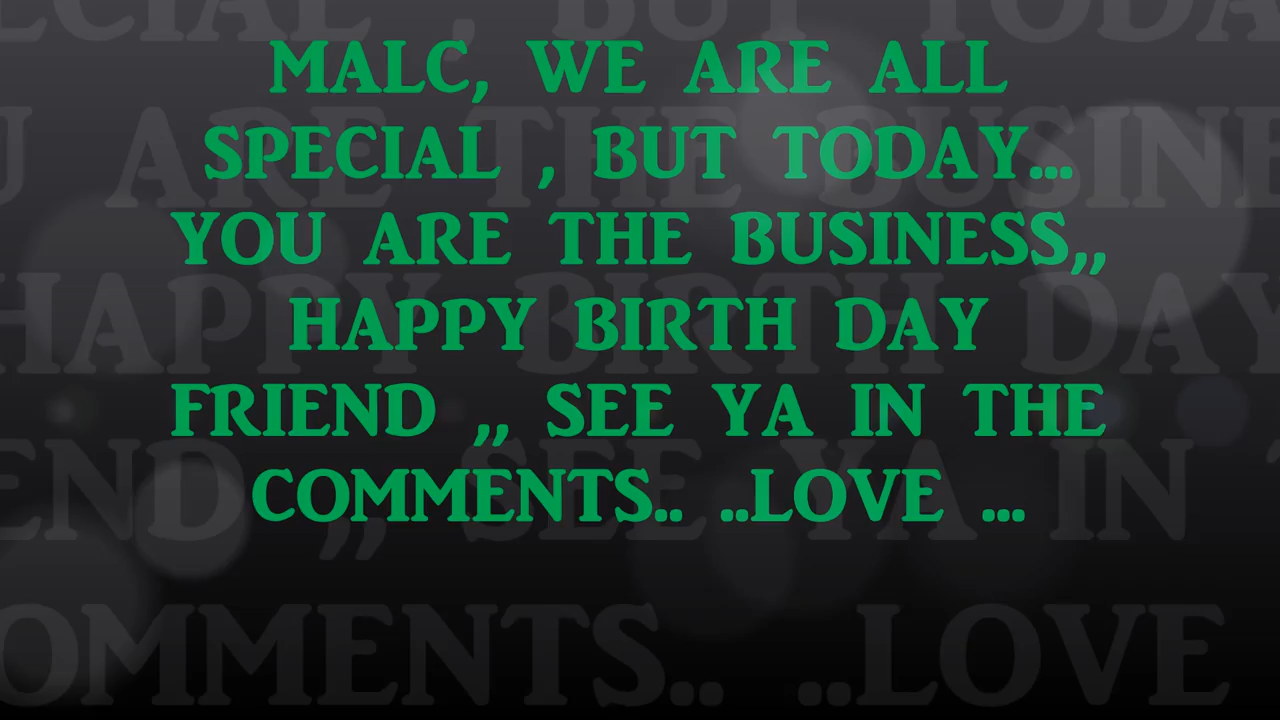 MALC, WE ARE ALL
SPECIAL , BUT TODAY...
YOU ARE THE BUSINESS,,
HAPPY BIRTH DAY
FRIEND ,, SEE YA IN THE
COMMENTS.. ..LOVE ...